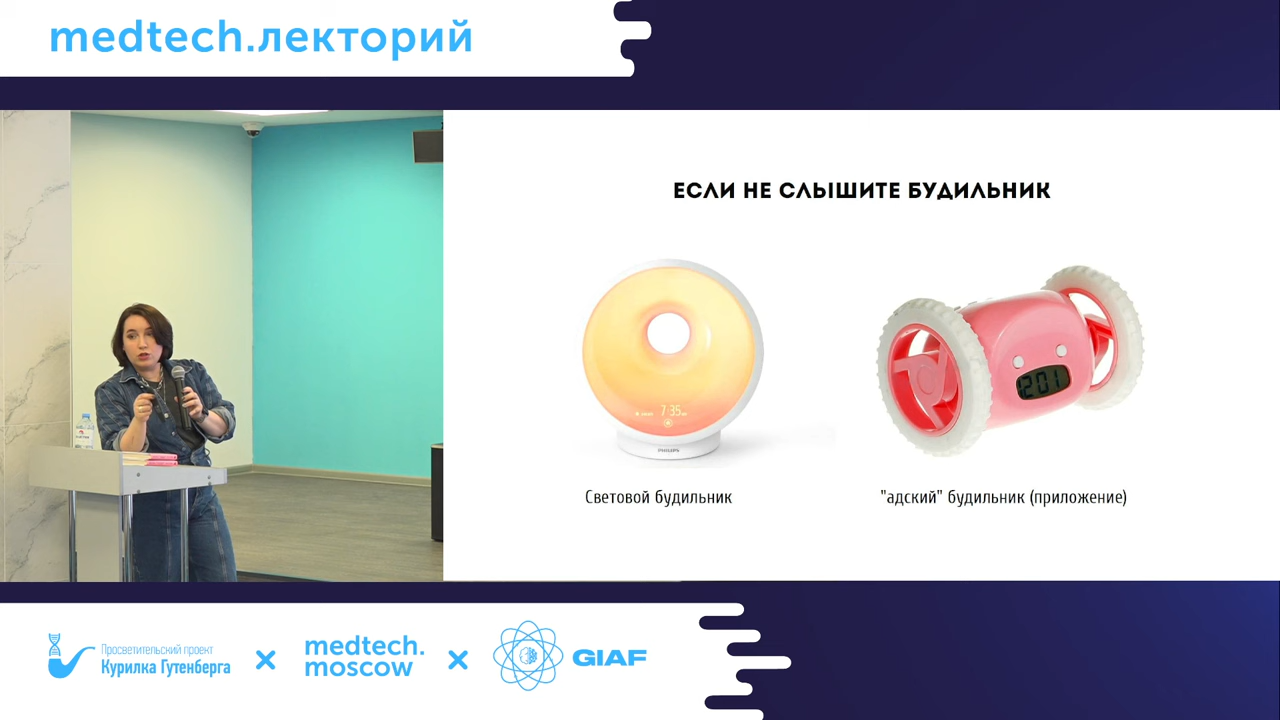 medtech.лекторий
ЕСЛИ НЕ СЛЫШИТЕ БУДИЛЬНИК
7:35
PHILIPS
201
Световой будильник
"адский" будильник (приложение)
Просветительский проект
Курилка Гутенберга
×
medtech.
moscow
×
GIAF